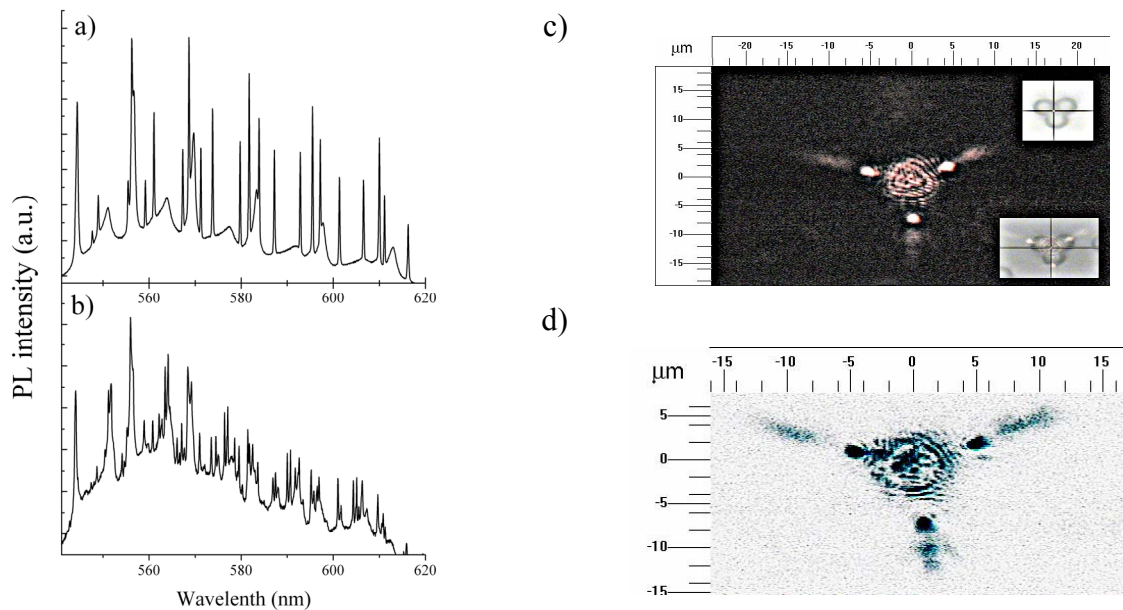 a)
560 580 600 620
b)
560 580 600 620
PL intensity (a.u.)
Wavelenth (nm)
c)
μm
-20 -15 -10 -5 0 5 10 15 20
15
10
5
0
-5
-10
-15
d)
μm
-15 -10 -5 0 5 10 15
5
0
-5
-10
-15